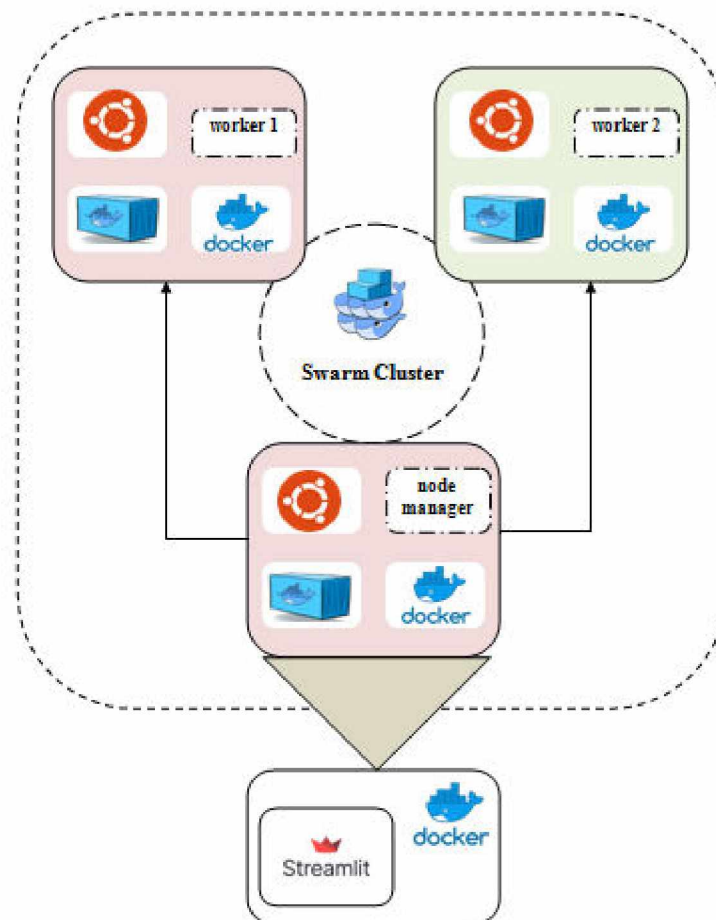 worker 1
docker
worker 2
docker
Swarm Cluster
node
manager
docker
docker
Streamlit